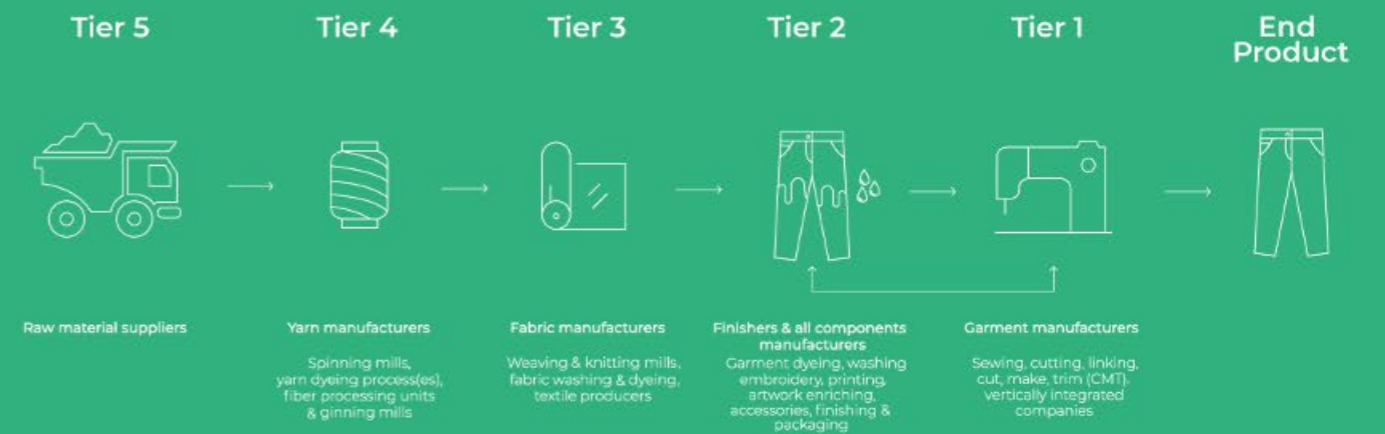 Tier 5
Tier 4
Tier 3
Tier 2
Tier 1
End
Product
Raw material suppliers
Yarn manufacturers
Spinning mills,
yarn dyeing process(es),
fiber processing units
& ginning mills
Fabric manufacturers
Weaving & knitting mills,
fabric washing & dyeing,
textile producers
Finishers & all components
manufacturers
Garment dyeing, washing
embroidery, printing,
artwork enriching,
accessories, finishing &
packaging
Garment manufacturers
Sewing, cutting, linking,
cut, make, trim (CMT).
vertically integrated
companies